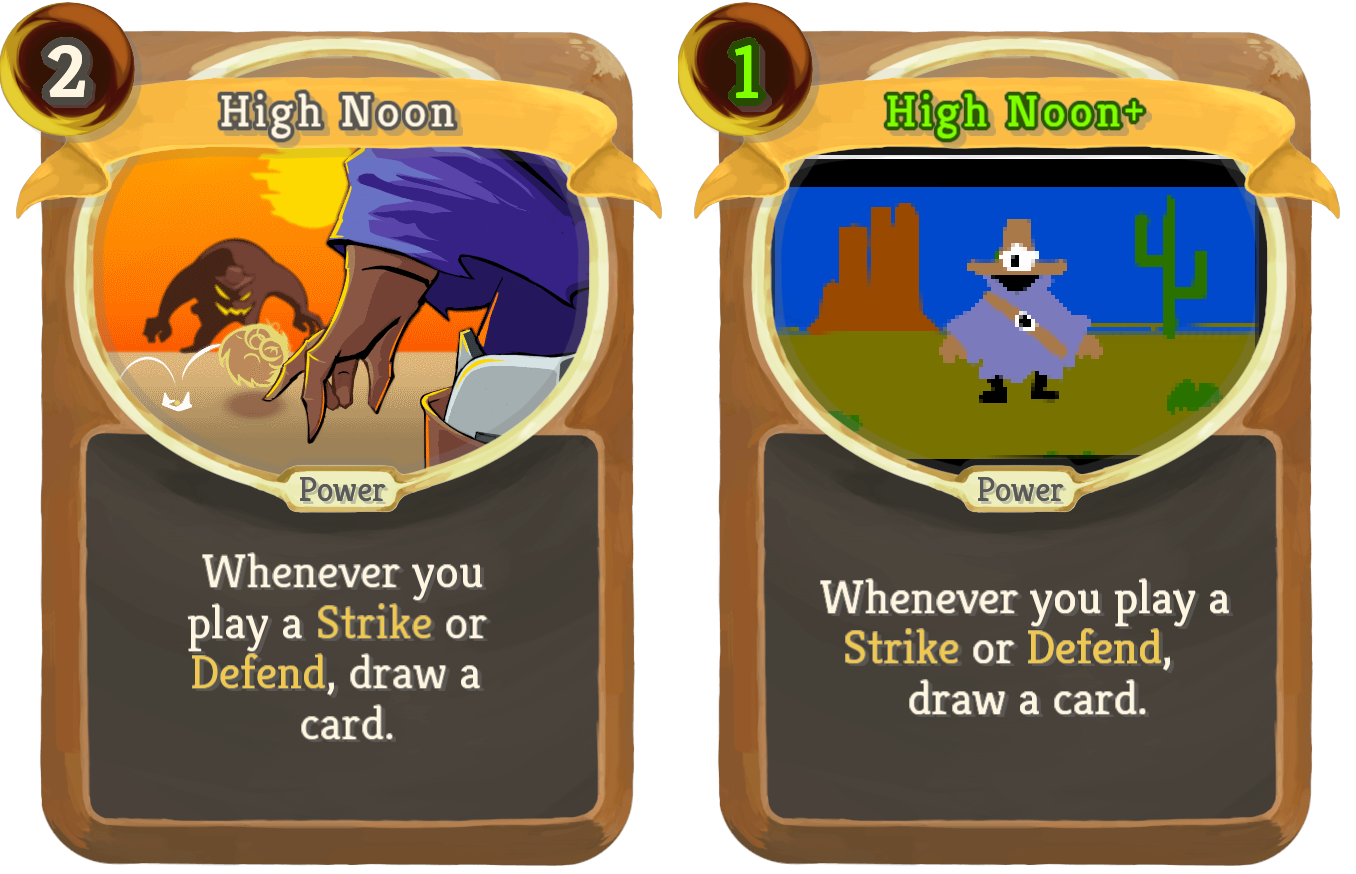 2
High Noon
Power
Whenever you
play a Strike or
Defend, draw a
card.
1
High Noon+
Power
Whenever you play a
Strike or Defend,
draw a card.